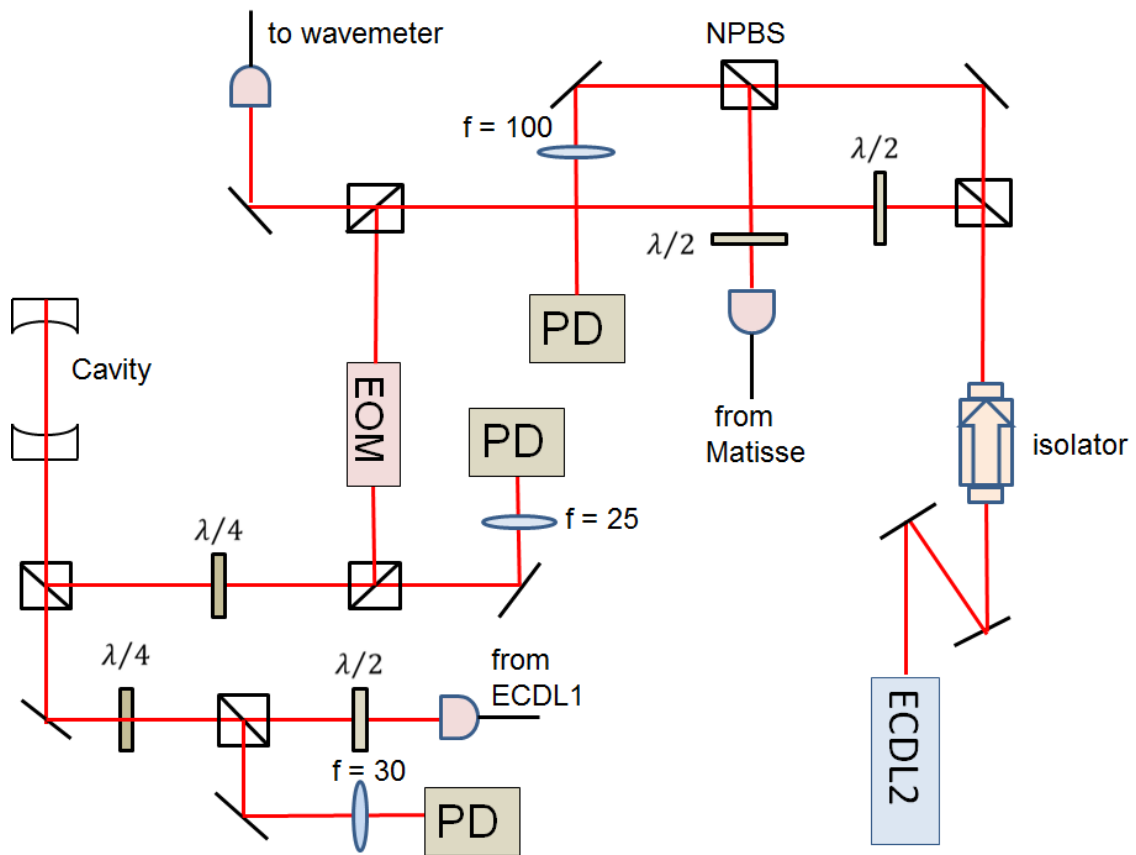 to wavemeter
NPBS
f = 100
λ/2
λ/2
PD
Cavity
EOM
from
Matisse
PD
isolator
f = 25
λ/4
λ/4
λ/2
from
ECDL1
ECDL2
f = 30
PD